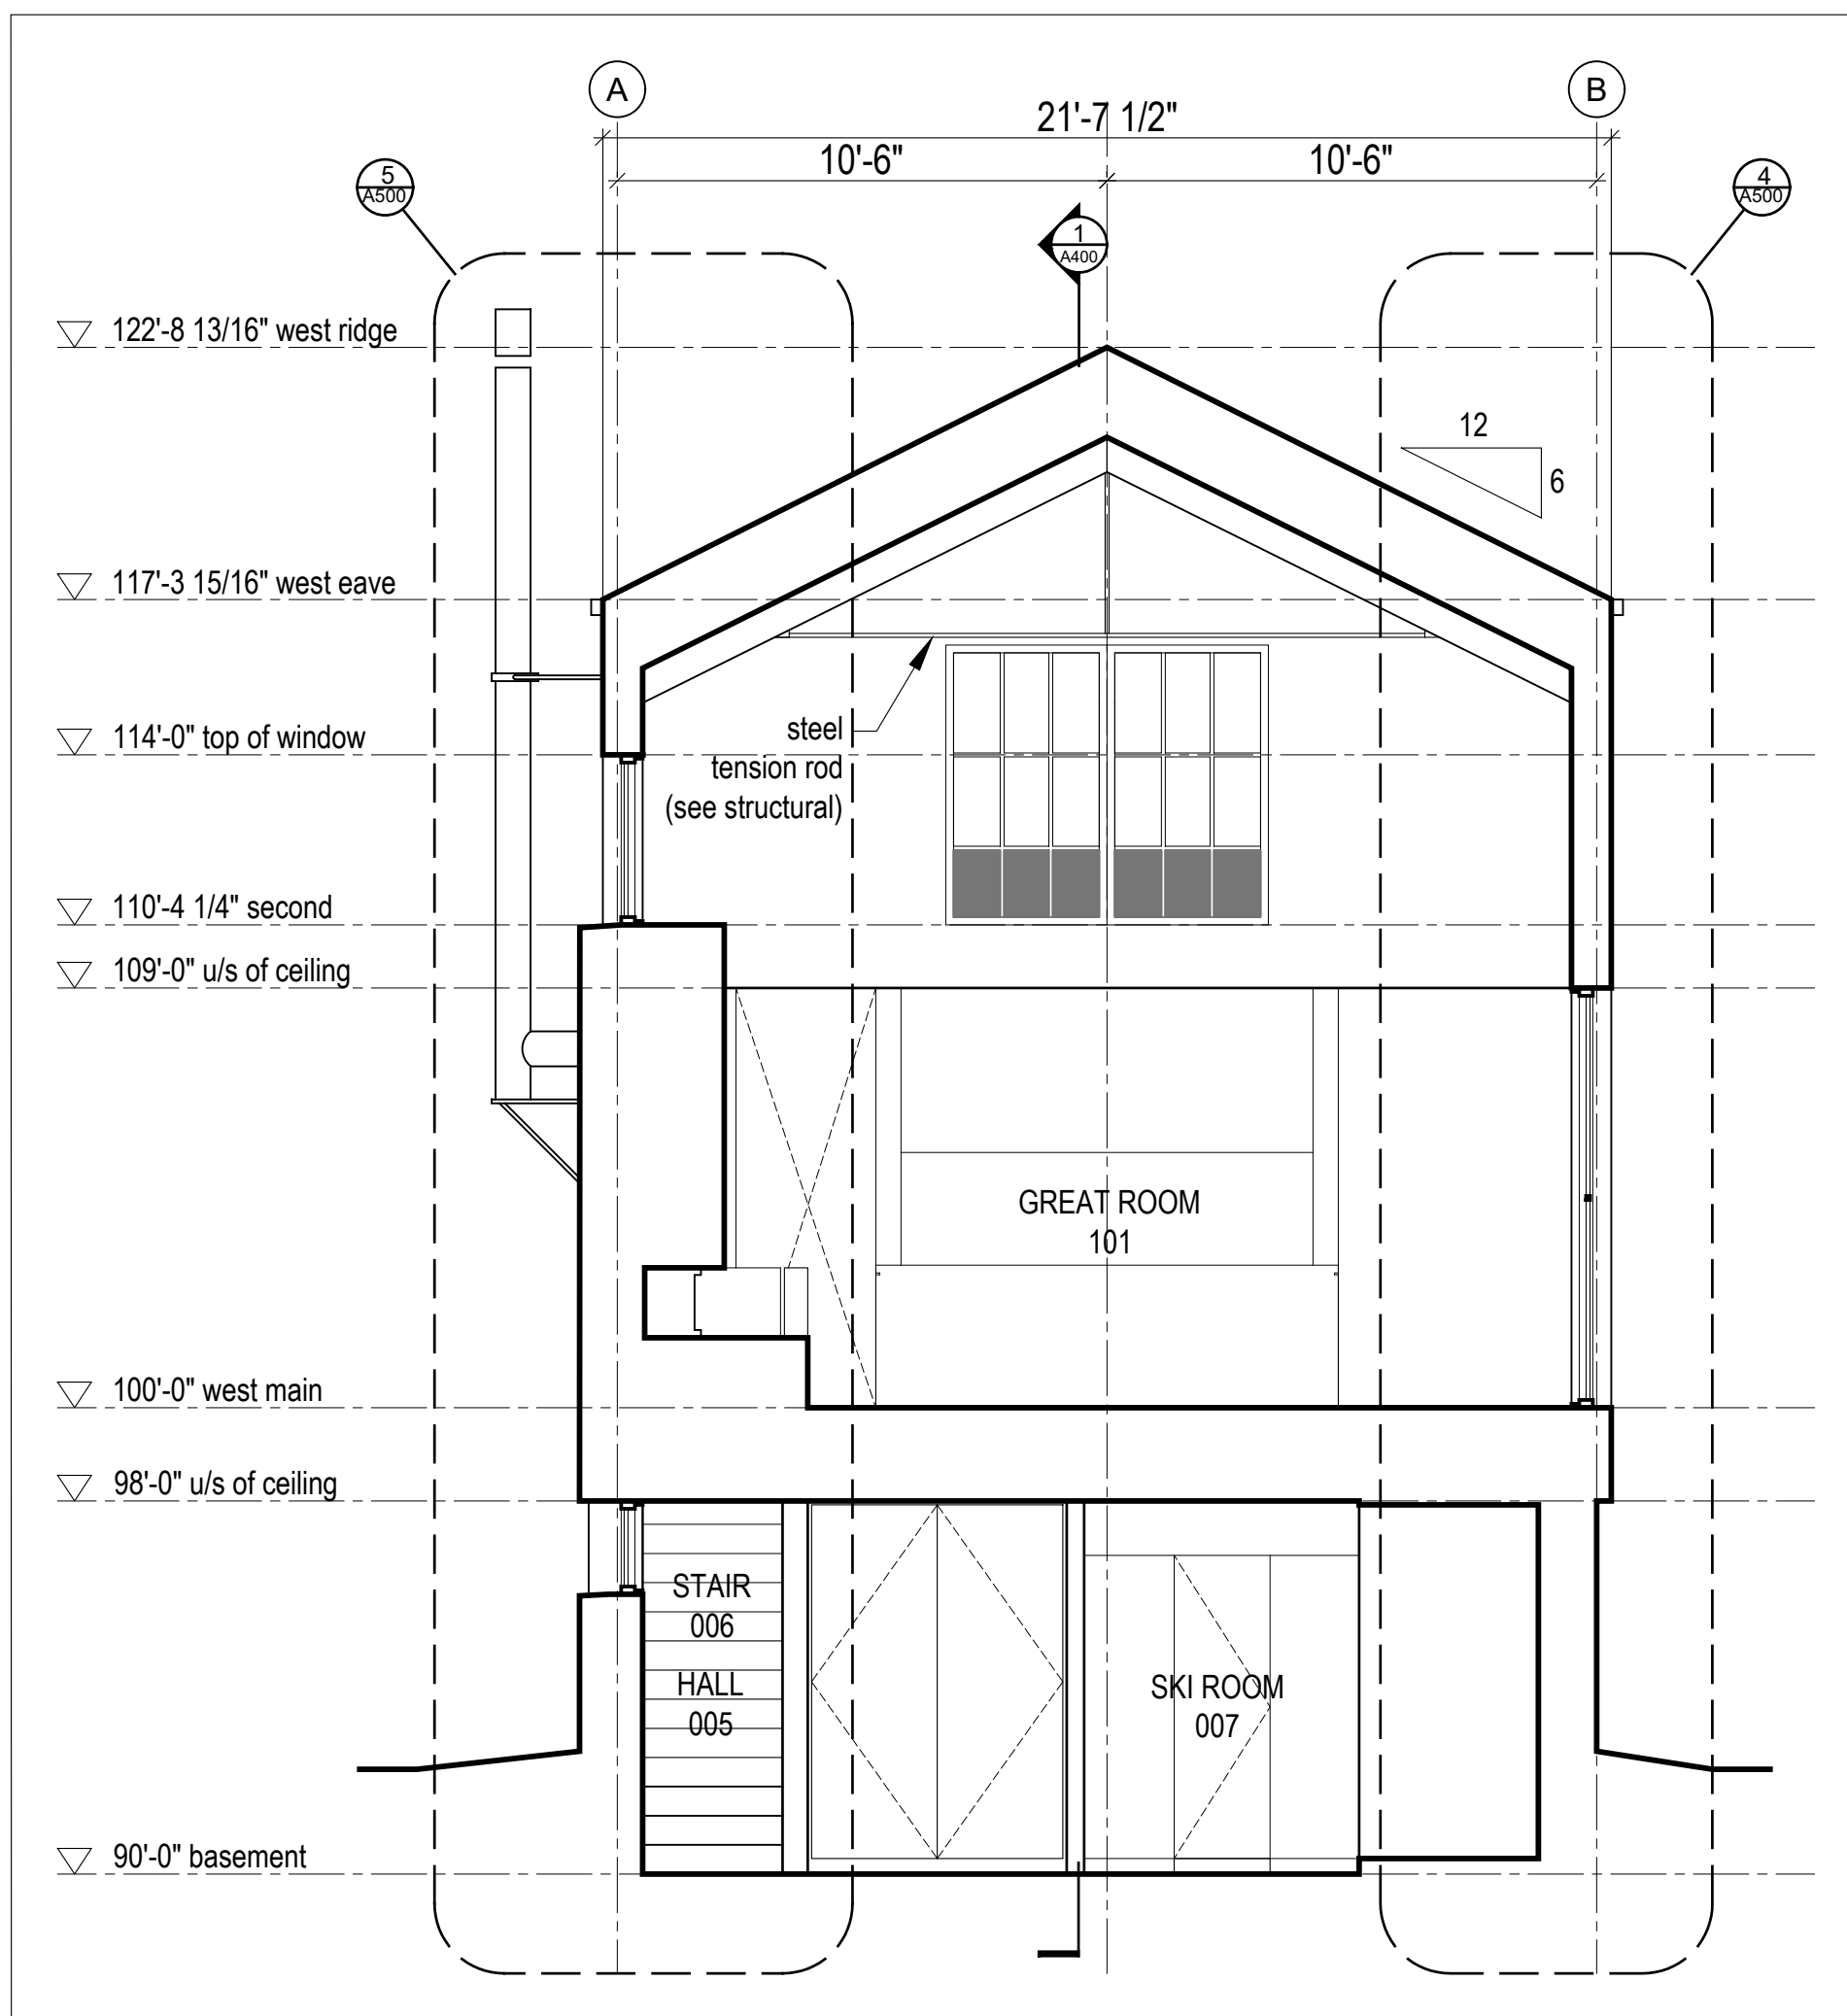 A
B
21'-7 1/2"
10'-6"
10'-6"
5
A500
4
A500
1
A400
122'-8 13/16" west ridge
12
6
117'-3 15/16" west eave
114'-0" top of window
steel
tension rod
(see structural)
110'-4 1/4" second
109'-0" u/s of ceiling
GREAT ROOM
101
100'-0" west main
98'-0" u/s of ceiling
STAIR
006
HALL
005
SKI ROOM
007
90'-0" basement